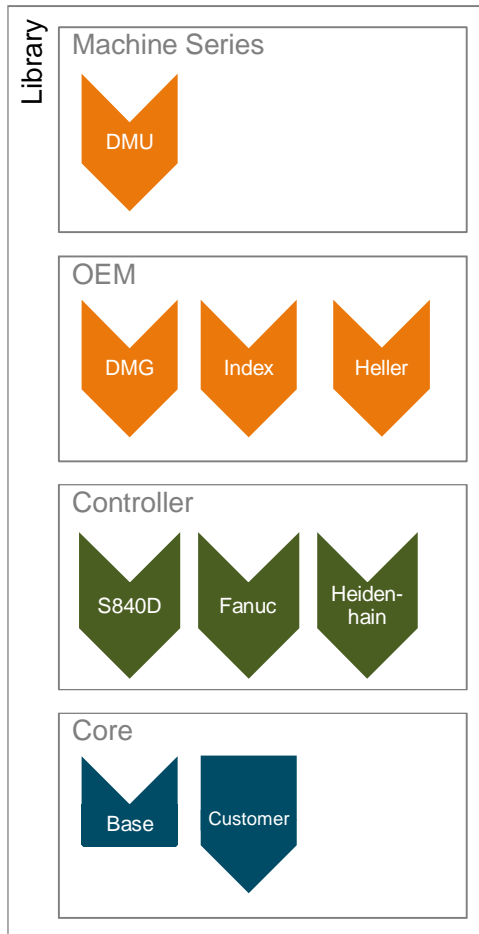 Library
Machine Series
DMU
OEM
DMG
Index
Heller
Controller
S840D
Fanuc
Heiden-
hain
Core
Base
Customer